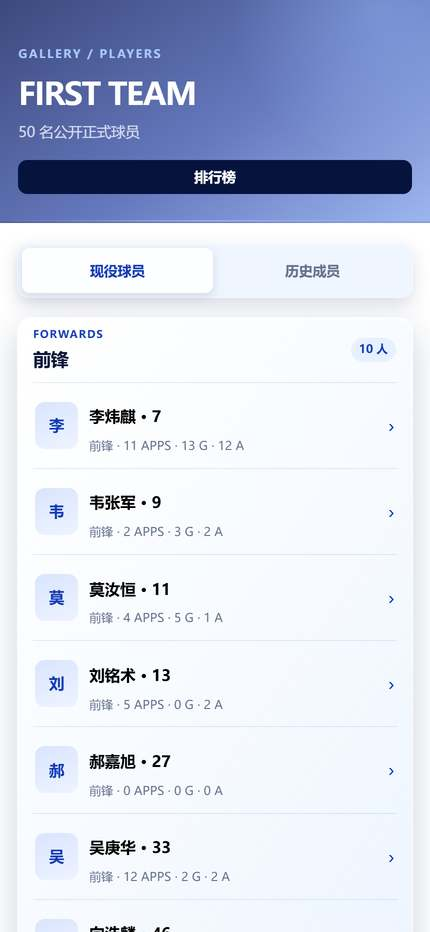 GALLERY / PLAYERS
FIRST TEAM
50 名公开正式球员
排行榜
现役球员
历史成员
FORWARDS
前锋
10 人
李
李炜麒 • 7
前锋 · 11 APPS · 13 G · 12 A
韦
韦张军 • 9
前锋 · 2 APPS · 3 G · 2 A
莫
莫汝恒 • 11
前锋 · 4 APPS · 5 G · 1 A
刘
刘铭术 • 13
前锋 · 5 APPS · 0 G · 2 A
郝
郝嘉旭 • 27
前锋 · 0 APPS · 0 G · 0 A
吴
吴庚华 • 33
前锋 · 12 APPS · 2 G · 2 A